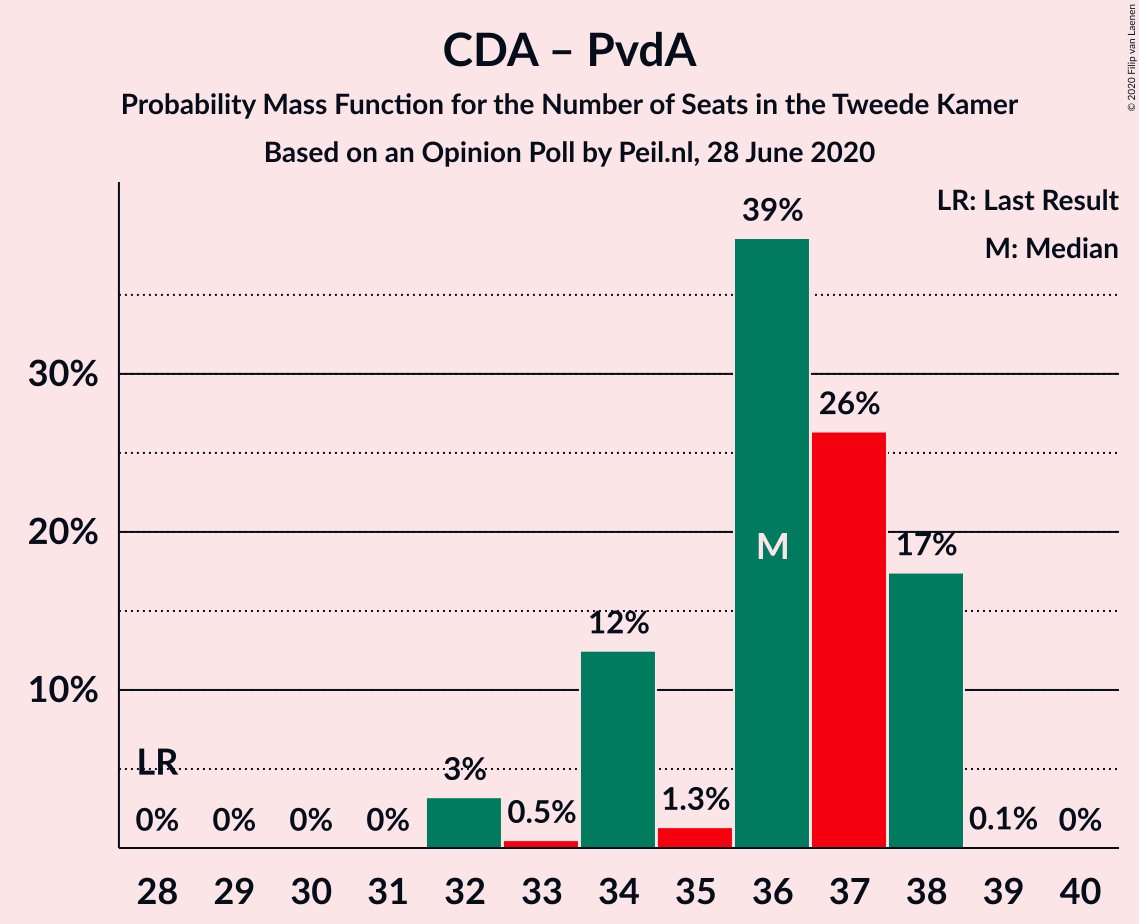 CDA – PvdA
Probability Mass Function for the Number of Seats in the Tweede Kamer
Based on an Opinion Poll by Peil.nl, 28 June 2020
© 2020 Filip van Laenen
LR: Last Result
M: Median
39%
30%
26%
20%
17%
M
12%
10%
LR
3%
1.3%
0.5%
0% 0% 0% 0% 0.1% 0%
28 29 30 31 32 33 34 35 36 37 38 39 40